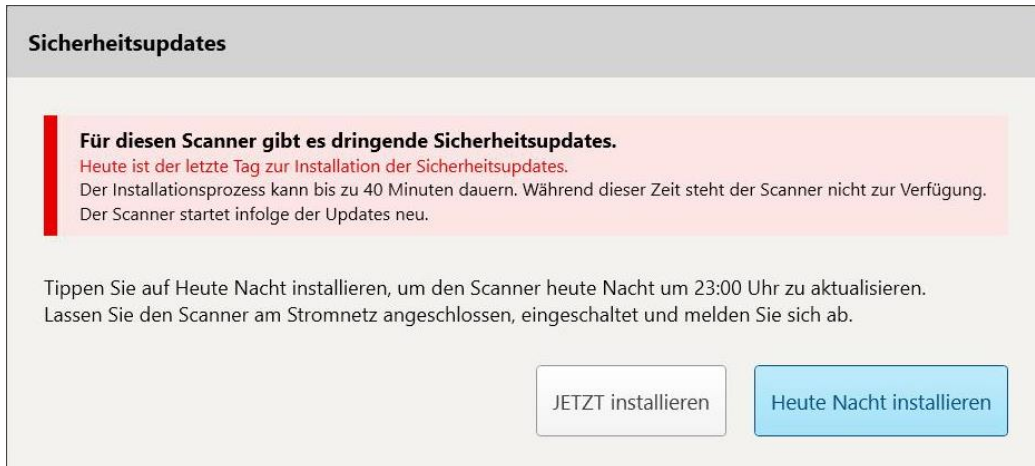 Sicherheitsupdates
Für diesen Scanner gibt es dringende Sicherheitsupdates.
Heute ist der letzte Tag zur Installation der Sicherheitsupdates.
Der Installationsprozess kann bis zu 40 Minuten dauern. Während dieser Zeit steht der Scanner nicht zur Verfügung.
Der Scanner startet infolge der Updates neu.
Tippen Sie auf Heute Nacht installieren, um den Scanner heute Nacht um 23:00 Uhr zu aktualisieren.
Lassen Sie den Scanner am Stromnetz angeschlossen, eingeschaltet und melden Sie sich ab.
JETZT installieren
Heute Nacht installieren